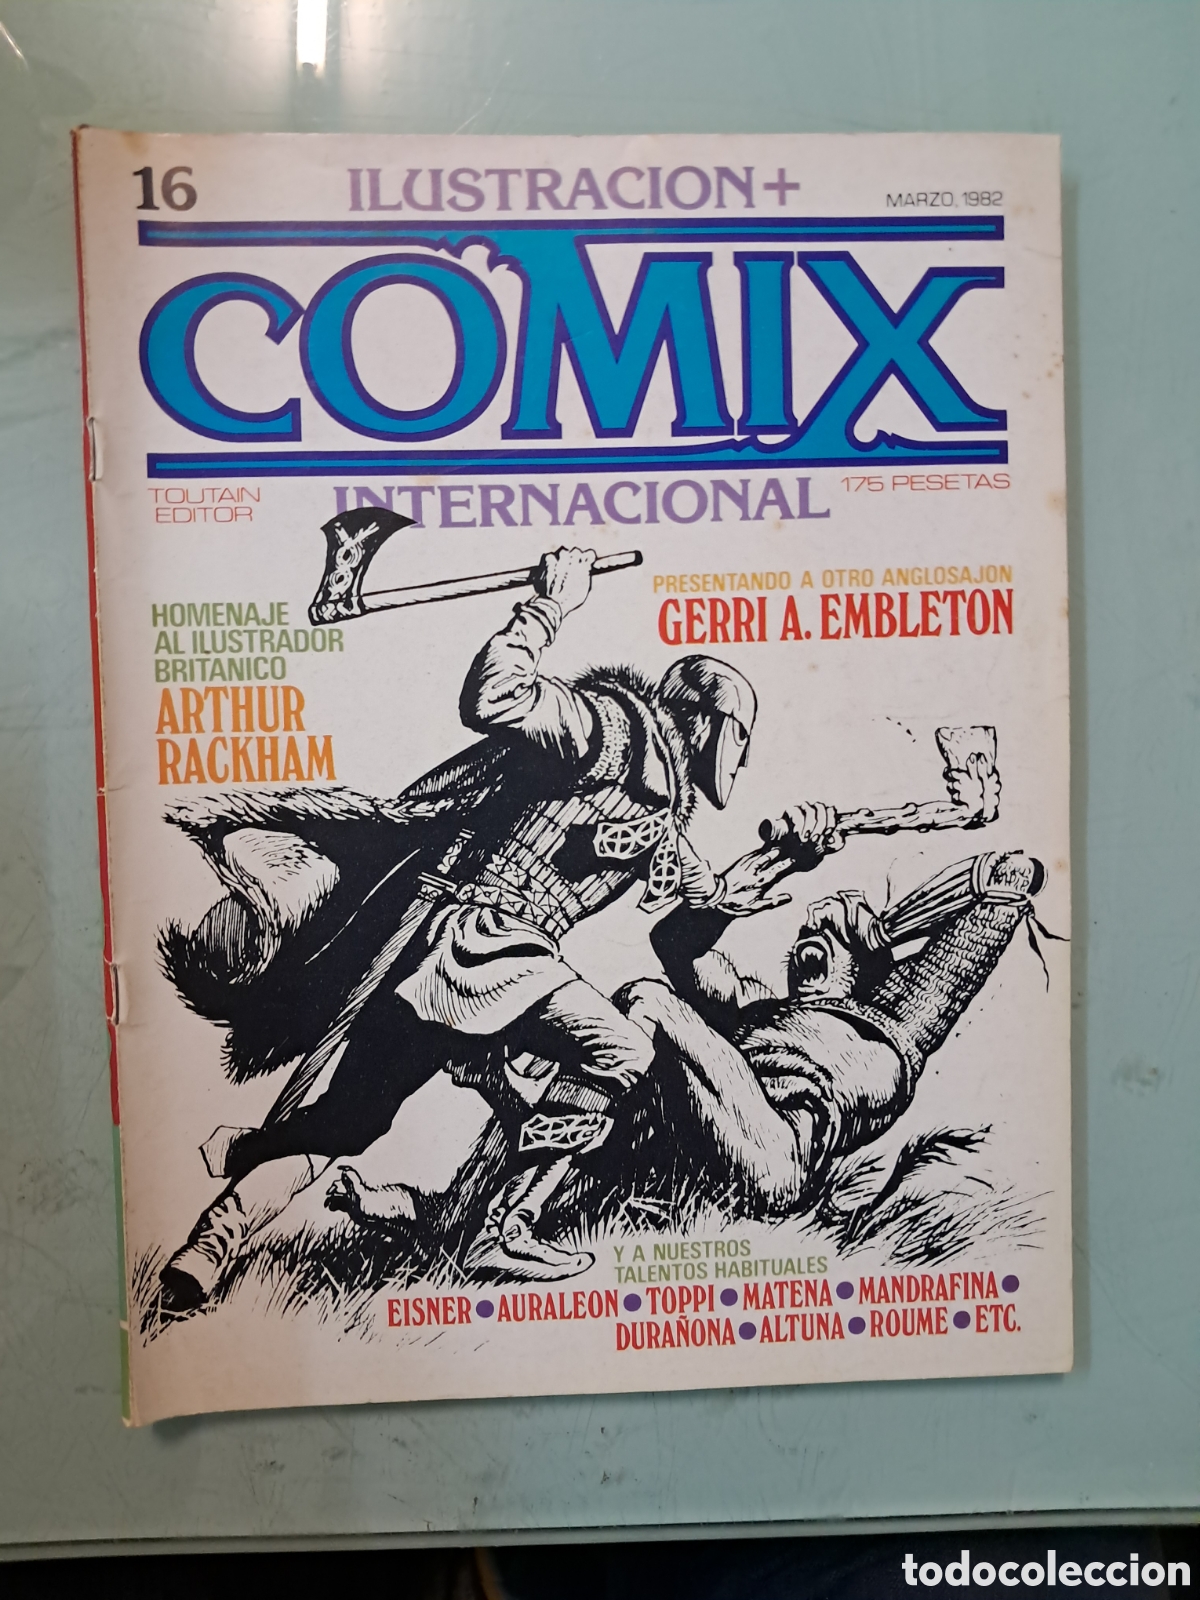 16
ILUSTRACION+
MARZO, 1982
COMIX
TOUTAIN
EDITOR
INTERNACIONAL
175 PESETAS
HOMENAJE
AL ILUSTRADOR
BRITANICO
ARTHUR
RACKHAM
PRESENTANDO A OTRO ANGLOSAJON
GERRI A. EMBLETON
Y A NUESTROS
TALENTOS HABITUALES
EISNER • AURALEON • TOPPI • MATENA • MANDRAFINA •
DURAÑONA • ALTUNA • ROUME • ETC.
todocoleccion